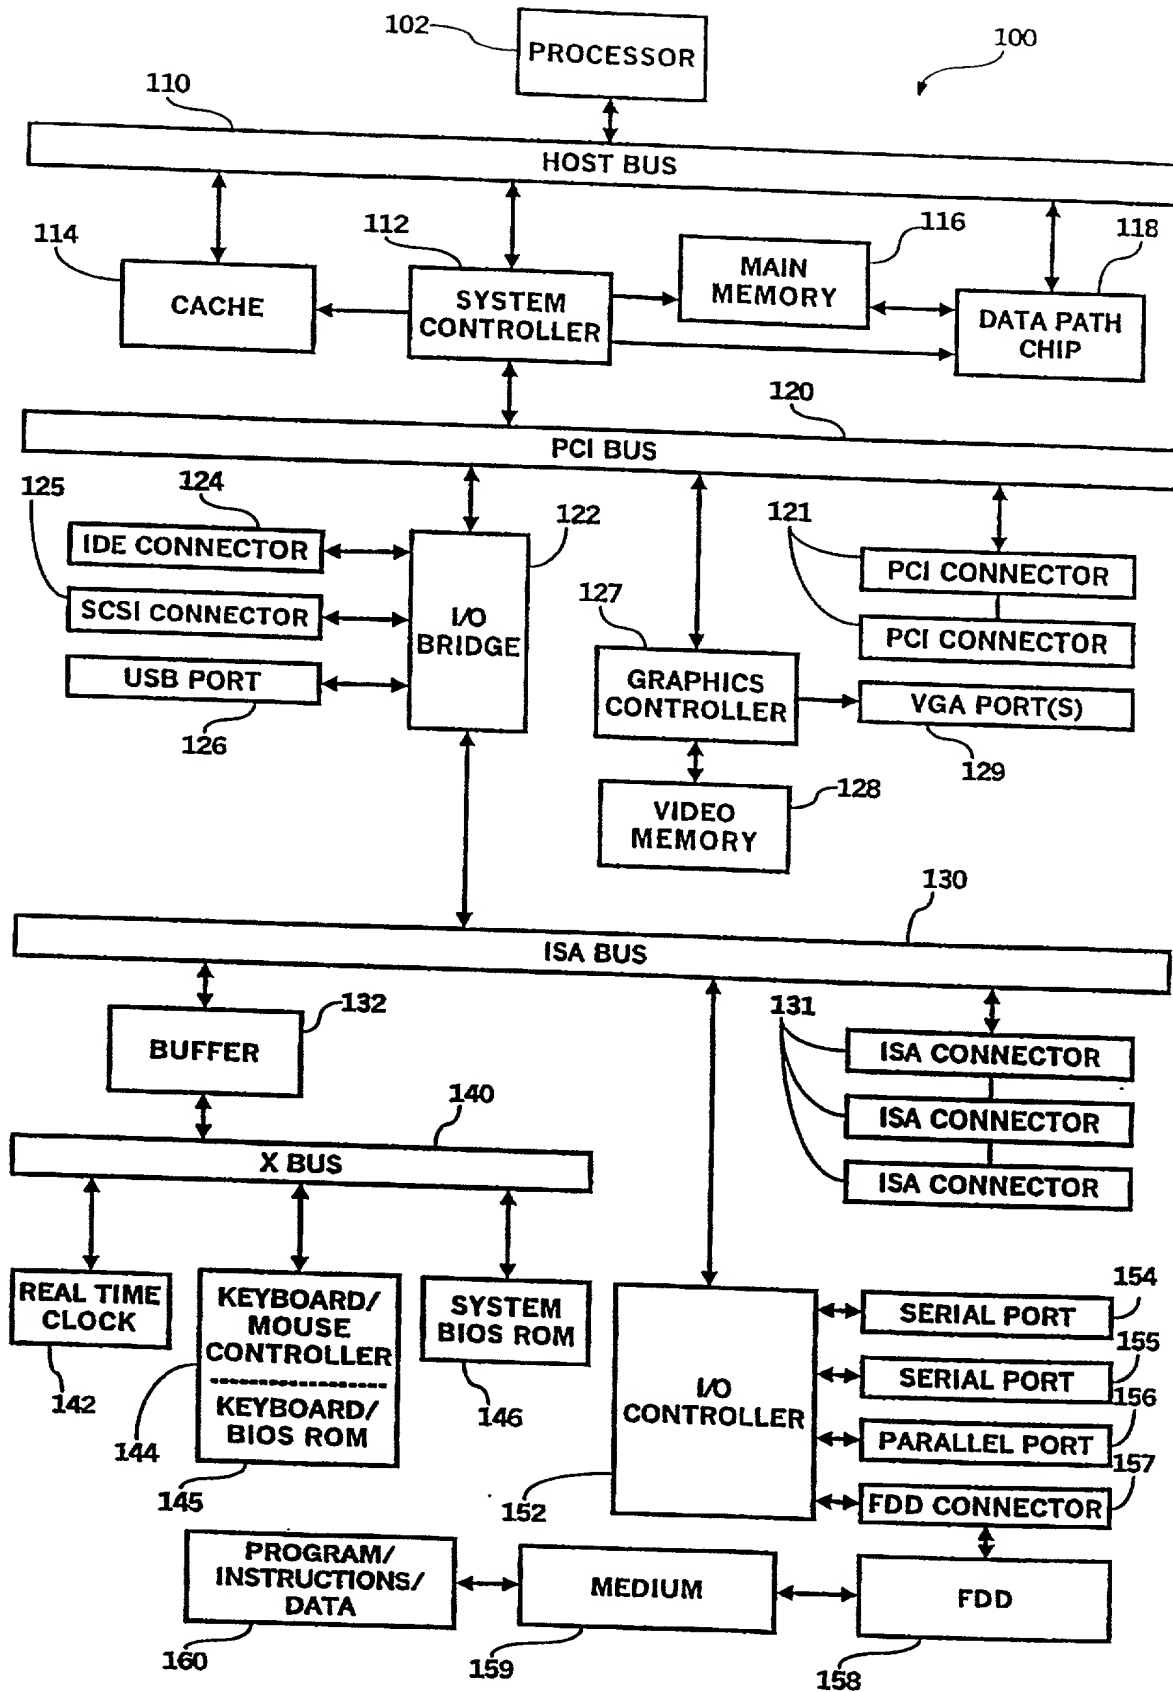 102
PROCESSOR
100
110
HOST BUS
114
112
116
118
CACHE
SYSTEM
CONTROLLER
MAIN
MEMORY
DATA PATH
CHIP
120
PCI BUS
125
124
122
121
IDE CONNECTOR
SCSI CONNECTOR
USB PORT
126
I/O
BRIDGE
127
GRAPHICS
CONTROLLER
PCI CONNECTOR
PCI CONNECTOR
VGA PORT(S)
129
128
VIDEO
MEMORY
130
ISA BUS
132
BUFFER
131
ISA CONNECTOR
ISA CONNECTOR
ISA CONNECTOR
140
X BUS
REAL TIME
CLOCK
142
KEYBOARD/
MOUSE
CONTROLLER
KEYBOARD/
BIOS ROM
144
145
SYSTEM
BIOS ROM
146
I/O
CONTROLLER
152
154
SERIAL PORT
155
SERIAL PORT
156
PARALLEL PORT
157
FDD CONNECTOR
PROGRAM/
INSTRUCTIONS/
DATA
160
MEDIUM
159
FDD
158